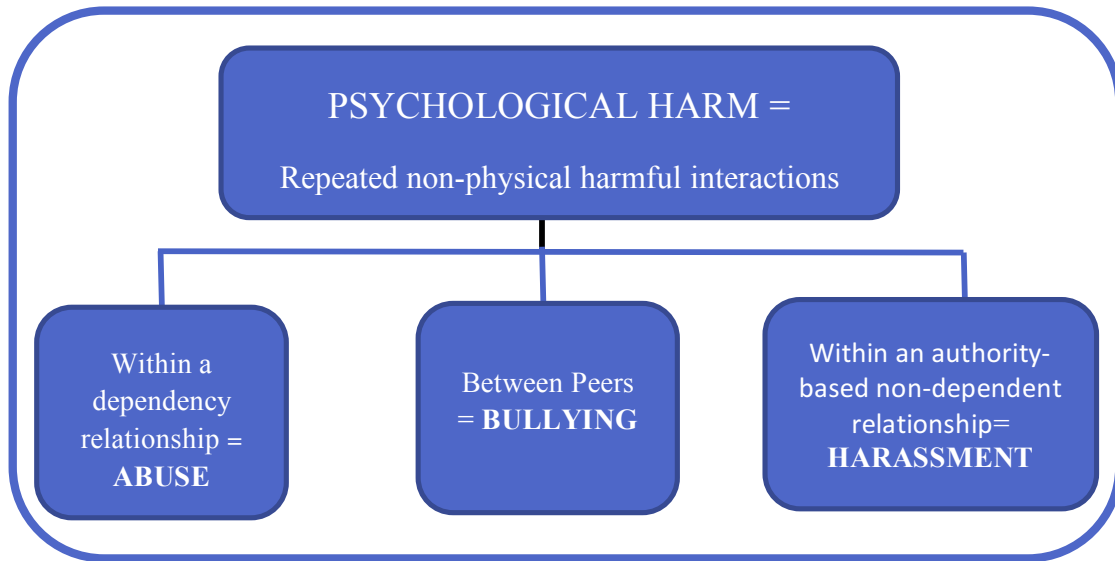 PSYCHOLOGICAL HARM =
Repeated non-physical harmful interactions
Within a
dependency
relationship =
ABUSE
Between Peers
= BULLYING
Within an authority-
based non-dependent
relationship=
HARASSMENT